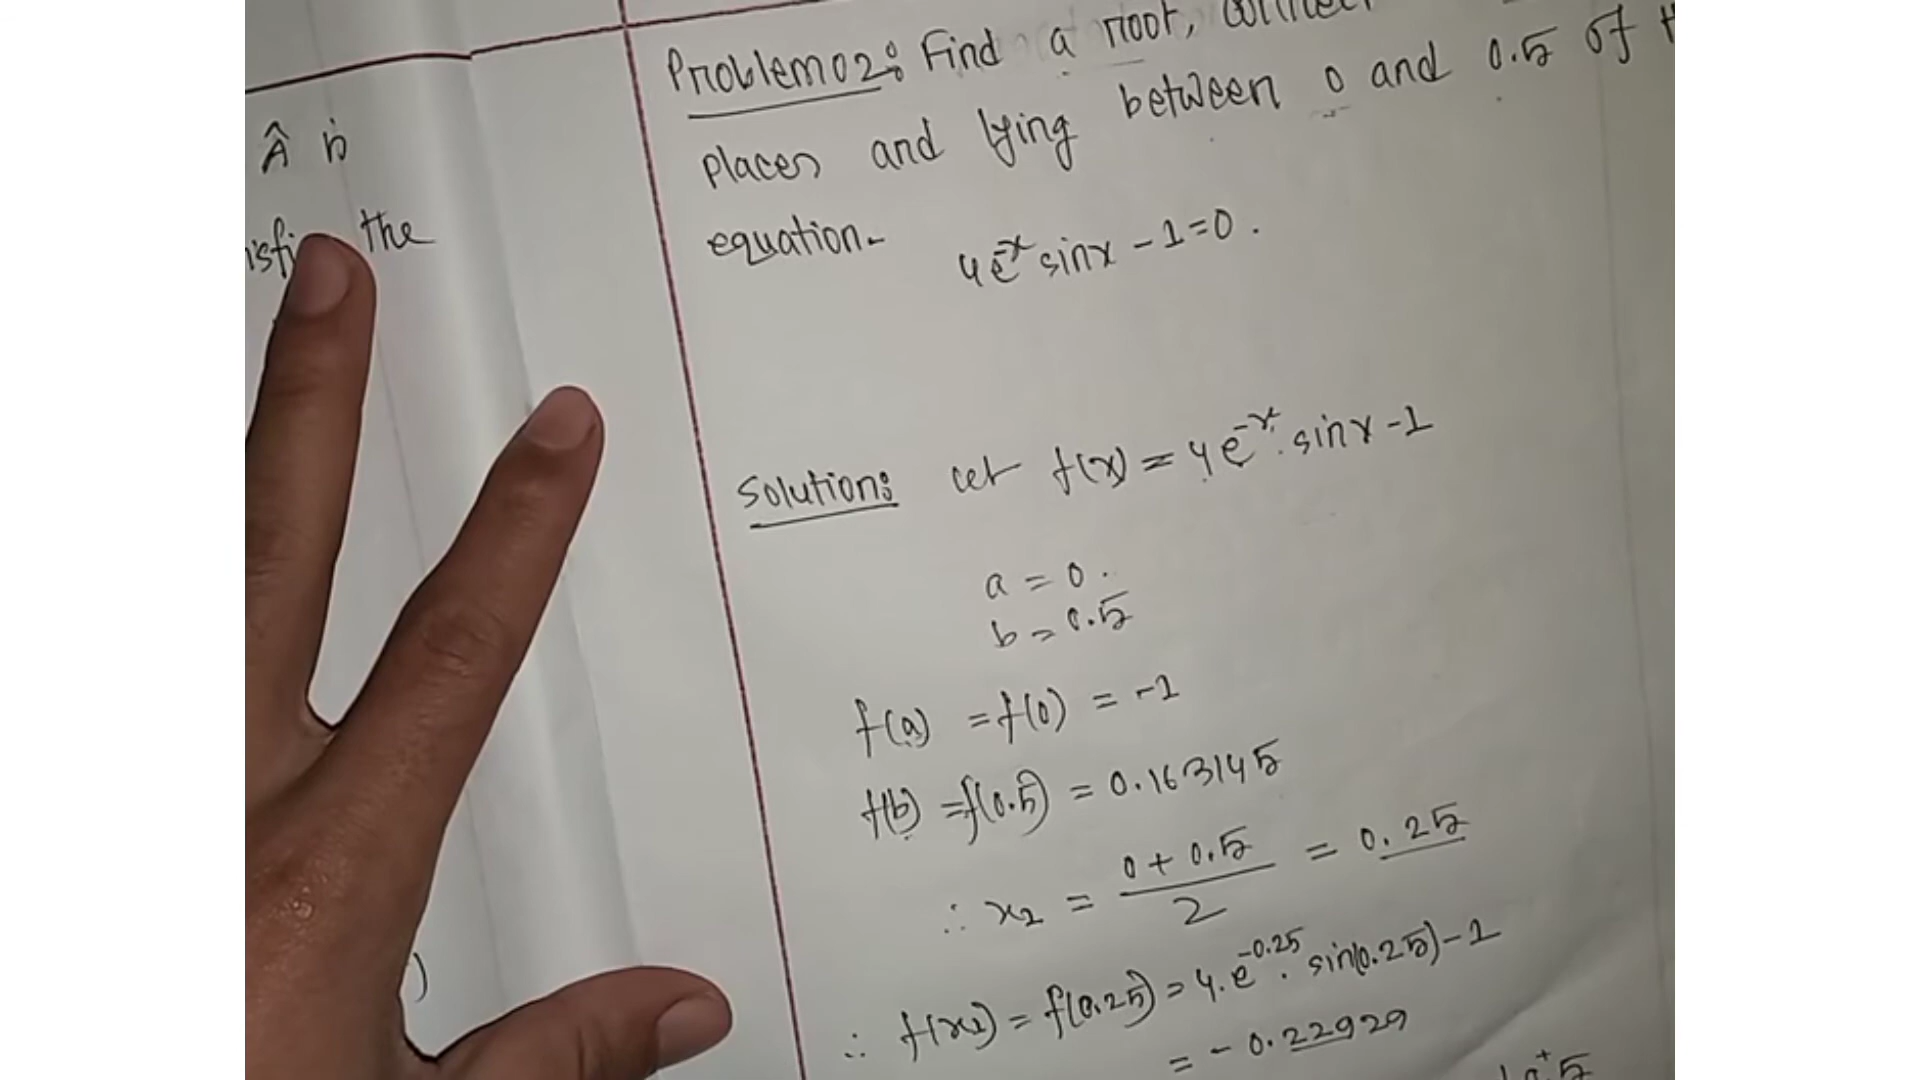 Problem 02: Find a root,
places and lying between 0 and 0.5 of
equation-
4e^-x sinx - 1 = 0.
Solution: Let f(x) = 4e^-x . sinx - 1
a = 0.
b = 0.5
f(a) = f(0) = -1
f(b) = f(0.5) = 0.163145
∴ x2 = (0 + 0.5)/2 = 0.25
∴ f(x2) = f(0.25) = 4.e^-0.25 . sin(0.25) - 1
= -0.22929
the